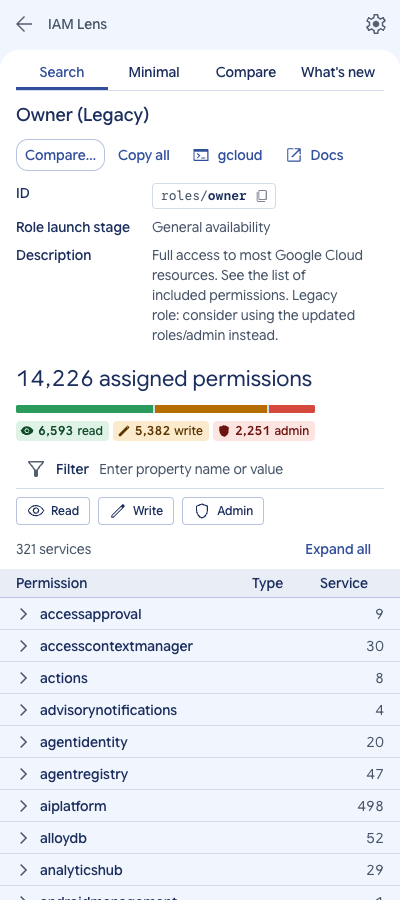 IAM Lens
Search Minimal Compare What's new
Owner (Legacy)
Compare... Copy all gcloud Docs
ID roles/owner
Role launch stage General availability
Description Full access to most Google Cloud
resources. See the list of
included permissions. Legacy
role: consider using the updated
roles/admin instead.
14,226 assigned permissions
6,593 read 5,382 write 2,251 admin
Filter Enter property name or value
Read Write Admin
321 services Expand all
Permission Type Service
accessapproval 9
accesscontextmanager 30
actions 8
advisorynotifications 4
agentidentity 20
agentregistry 47
aiplatform 498
alloydb 52
analyticshub 29